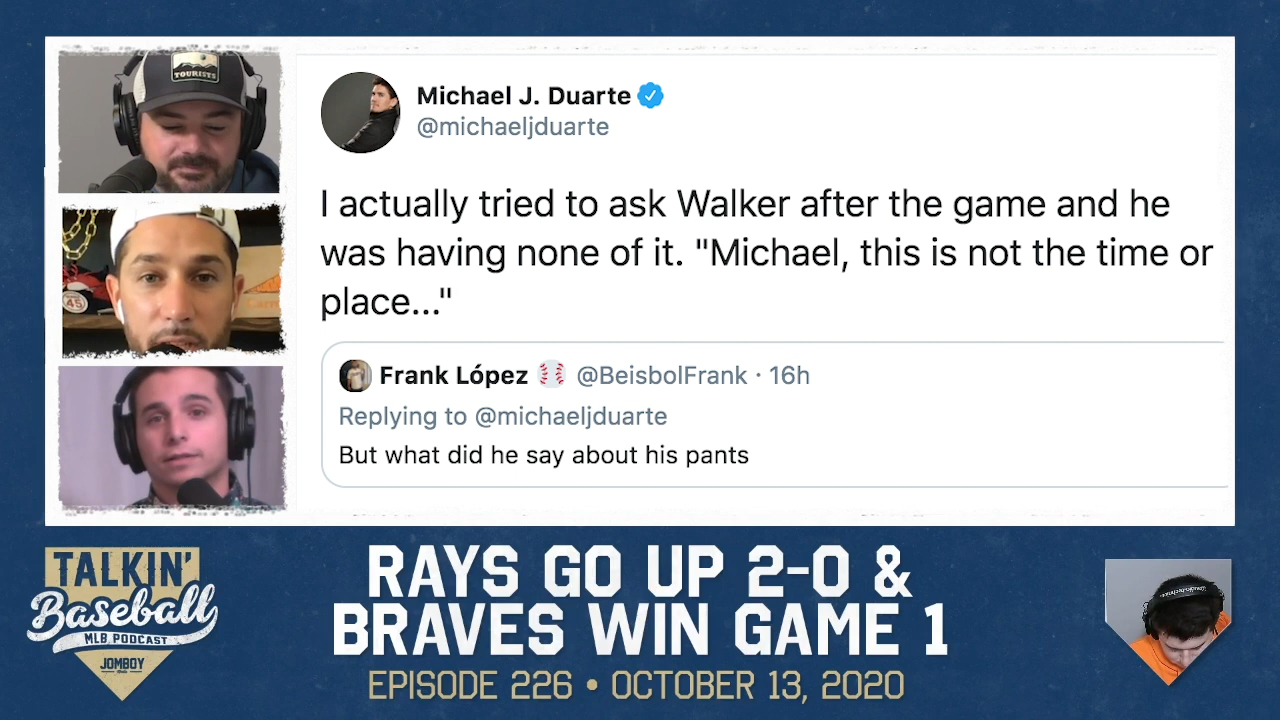 TOURISTS
45
Michael J. Duarte
@michaeljduarte
I actually tried to ask Walker after the game and he
was having none of it. "Michael, this is not the time or
place..."
Frank López ⚾ @BeisbolFrank · 16h
Replying to @michaeljduarte
But what did he say about his pants
TALKIN'
Baseball
MLB PODCAST
JOMBOY
RAYS GO UP 2-0 &
BRAVES WIN GAME 1
EPISODE 226 • OCTOBER 13, 2020